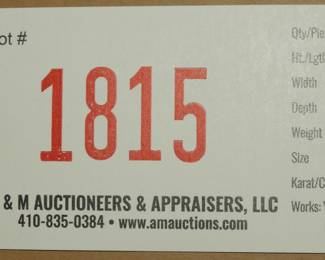 ot #
1815
& M AUCTIONEERS & APPRAISERS, LLC
410-835-0384 • www.amauctions.com
Qty/Pie
Ht./Lgt
Width
Depth
Weight
Size
Karat/C
Works: